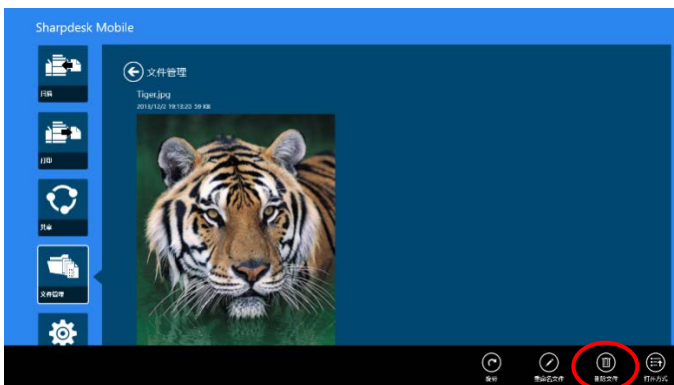 Sharpdesk Mobile
扫描
打印
共享
文件管理
文件管理
Tiger.jpg
2013/12/2 19:18:23 59 KB
旋转
重命名文件
删除文件
打开方式